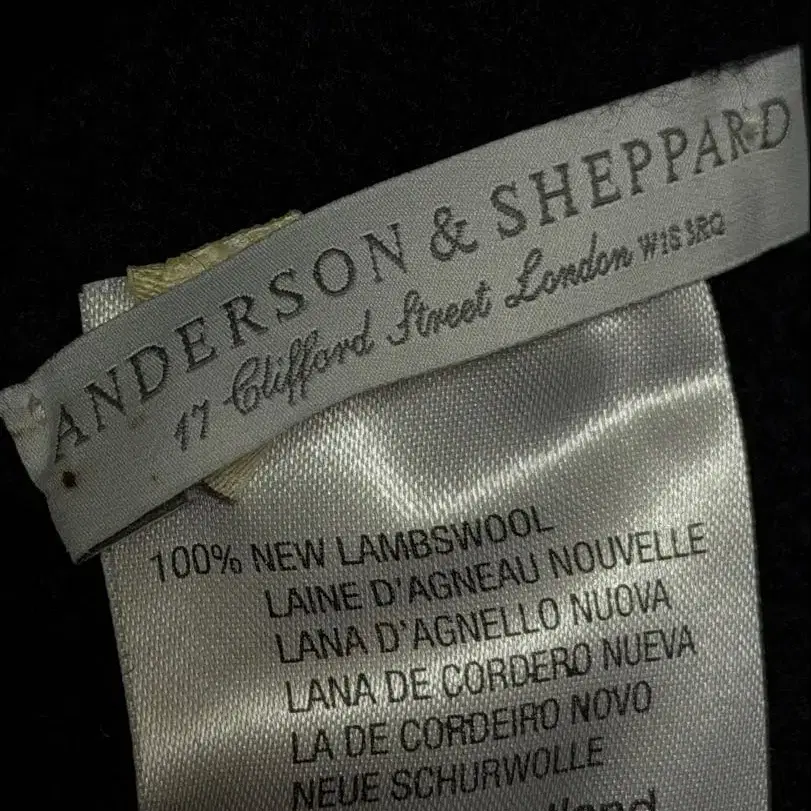 ANDERSON & SHEPPARD
17 Clifford Street London W1S 3RQ
100% NEW LAMBSWOOL
LAINE D'AGNEAU NOUVELLE
LANA D'AGNELLO NUOVA
LANA DE CORDERO NUEVA
LA DE CORDEIRO NOVO
NEUE SCHURWOLLE